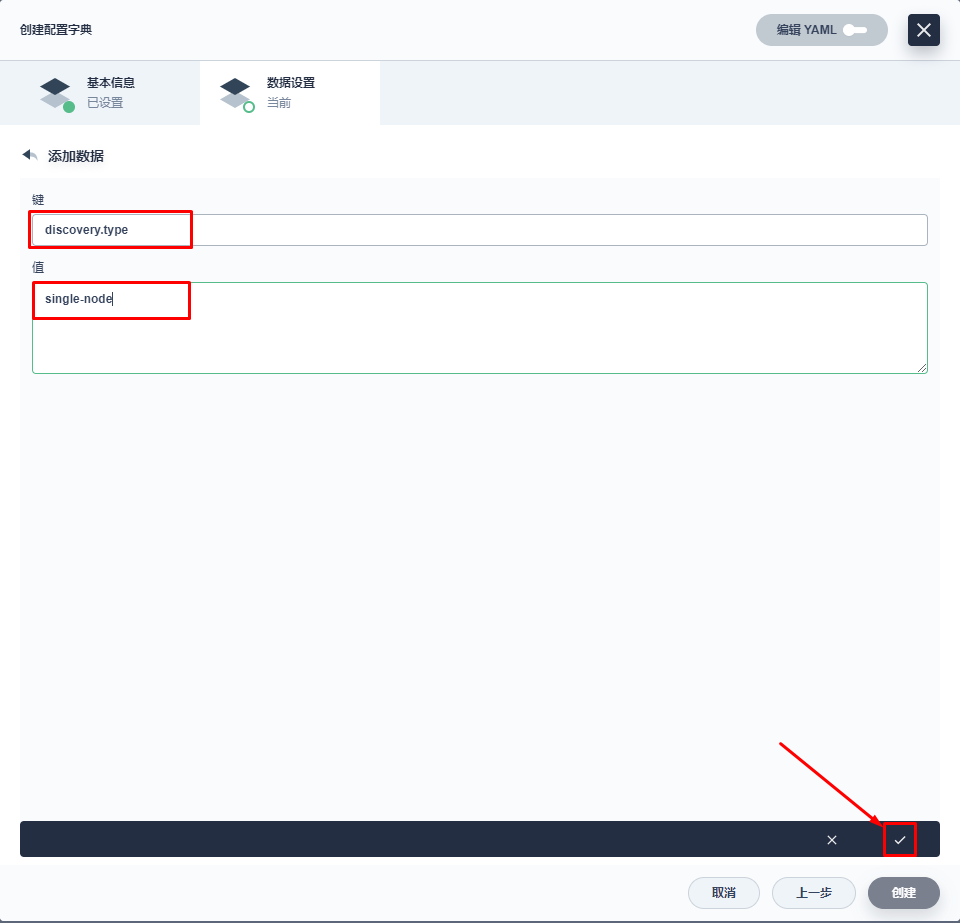 创建配置字典
编辑 YAML
基本信息
已设置
数据设置
当前
添加数据
键
discovery.type
值
single-node
取消
上一步
创建